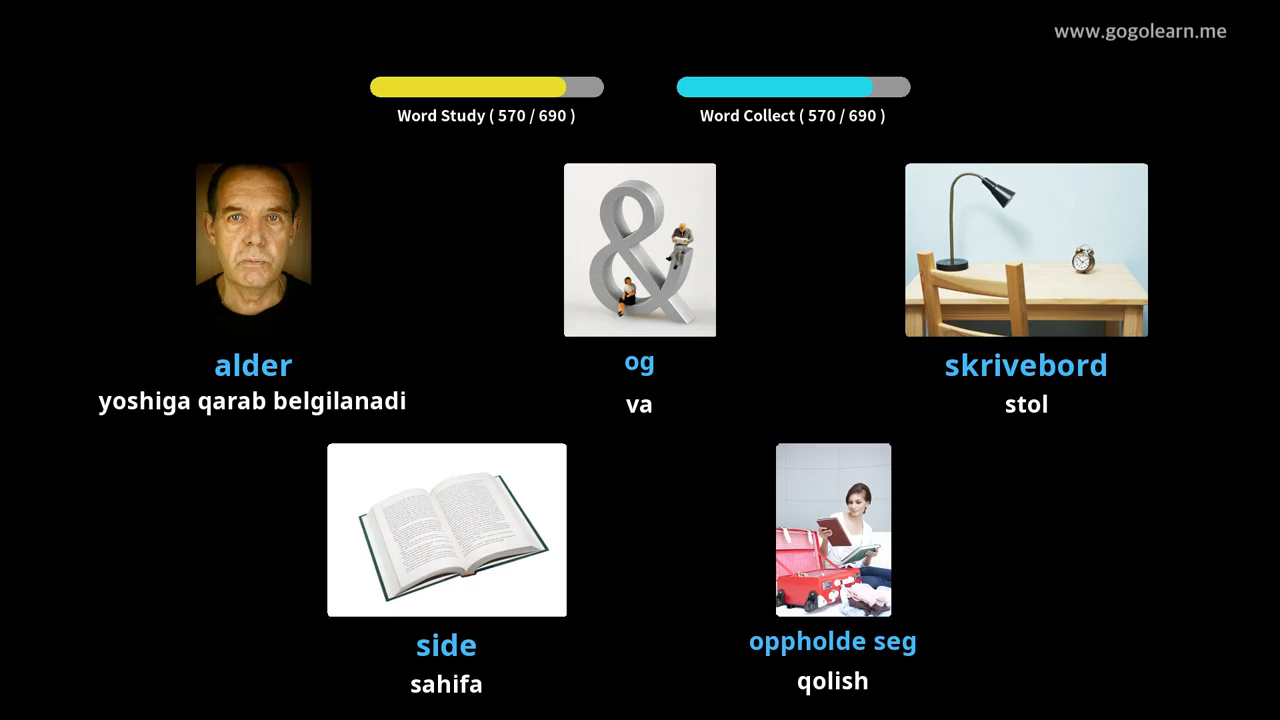 www.gogolearn.me
Word Study ( 570 / 690 )
Word Collect ( 570 / 690 )
alder
yoshiga qarab belgilanadi
og
va
skrivebord
stol
side
sahifa
oppholde seg
qolish